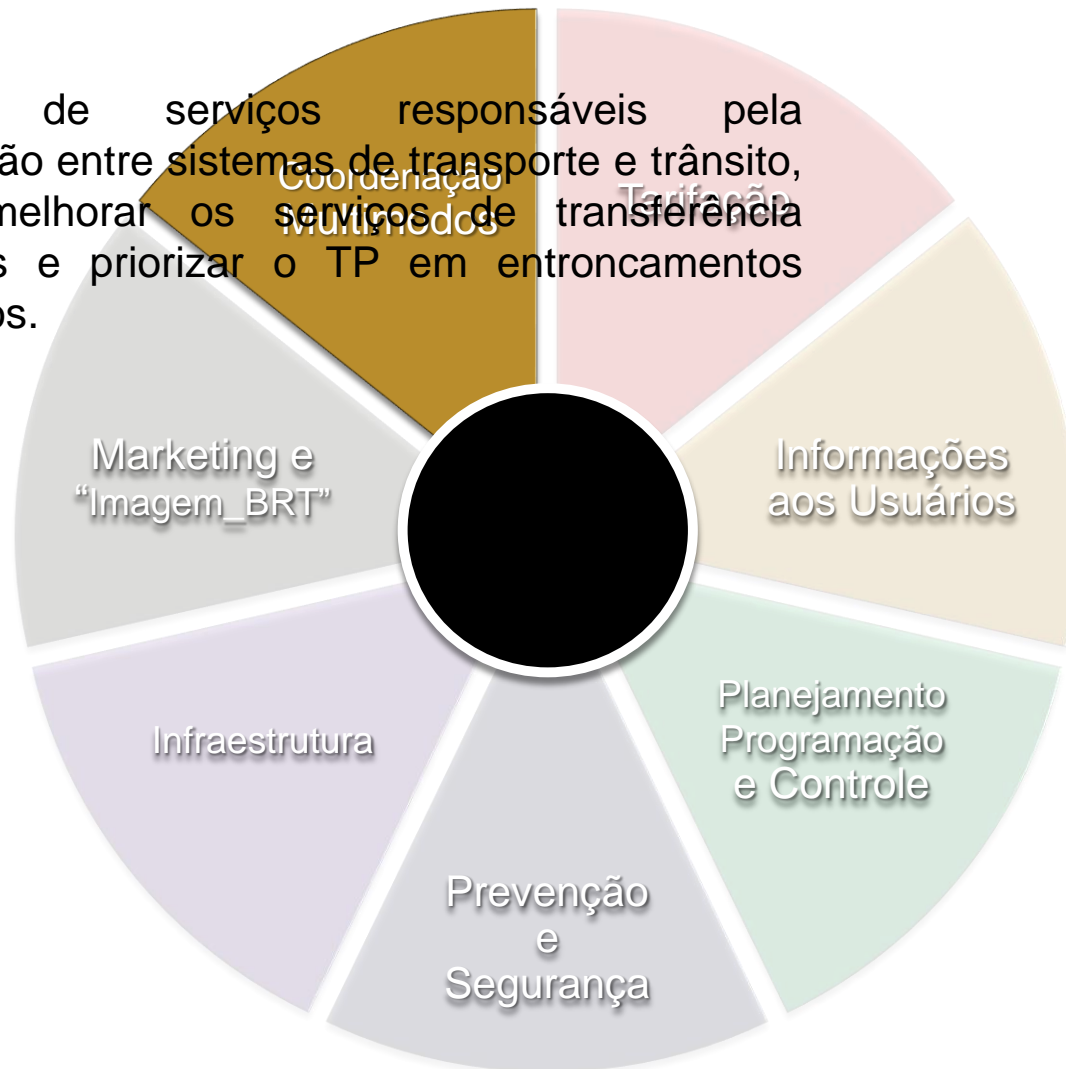 de serviços responsáveis pela
ão entre sistemas de transporte e trânsito,
melhorar os serviços de transferência
s e priorizar o TP em entroncamentos
os.
Coordenação
Multimodos
Tarifação
Marketing e
“Imagem_BRT”
Informações
aos Usuários
Infraestrutura
Planejamento
Programação
e Controle
Prevenção
e
Segurança